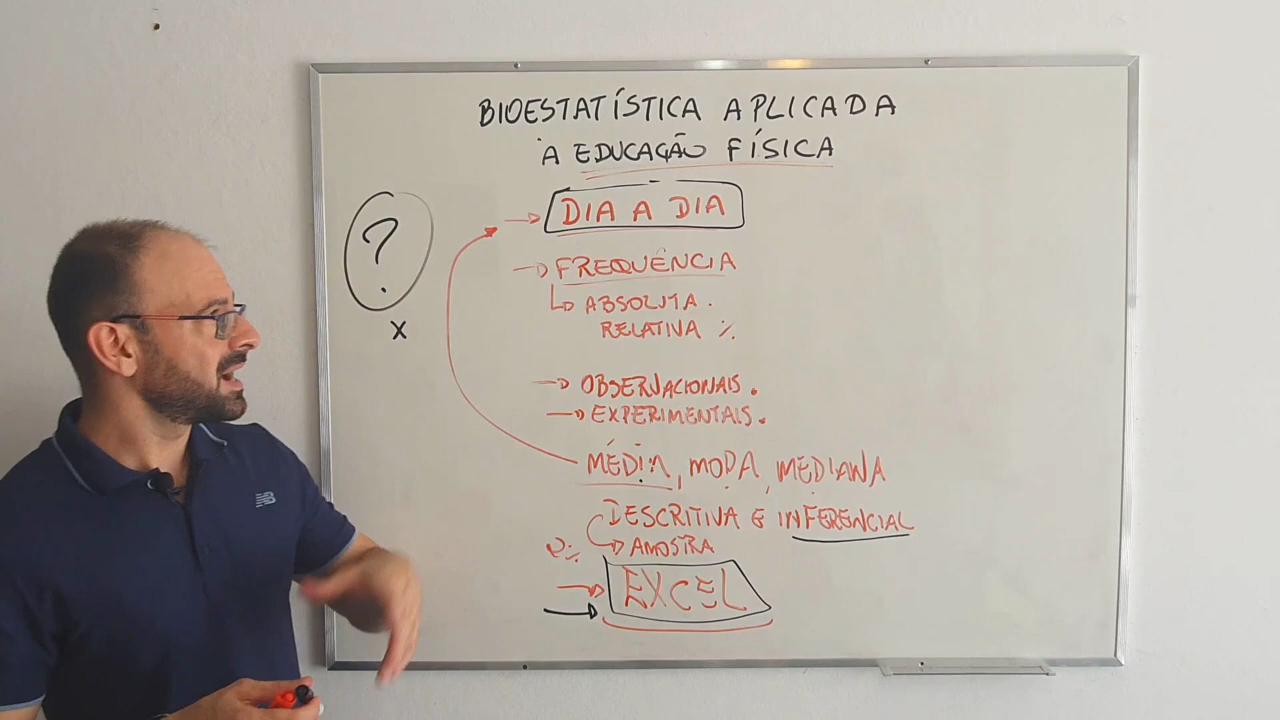 BIOESTATÍSTICA APLICADA
A EDUCAÇÃO FÍSICA
?
x
DIA A DIA
FREQUÊNCIA
ABSOLUTA.
RELATIVA %
OBSERVACIONAIS.
EXPERIMENTAIS.
MÉDIA, MODA, MEDIANA
DESCRITIVA E INFERENCIAL
AMOSTRA
EXCEL